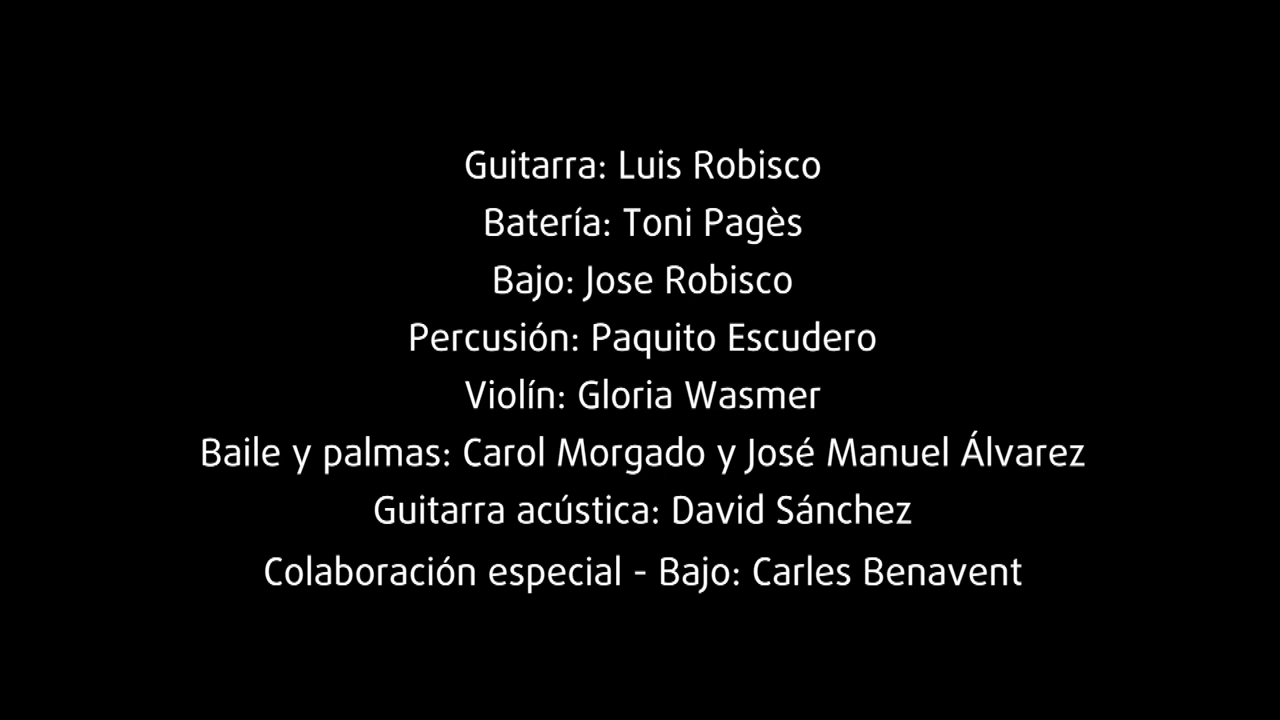 Guitarra: Luis Robisco
Batería: Toni Pagès
Bajo: Jose Robisco
Percusión: Paquito Escudero
Violín: Gloria Wasmer
Baile y palmas: Carol Morgado y José Manuel Álvarez
Guitarra acústica: David Sánchez
Colaboración especial - Bajo: Carles Benavent